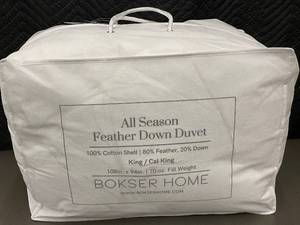 All Season
Feather Down Duvet
100% Cotton Shell | 80% Feather, 20% Down
King / Cal King
108in. x 94in. | 70 oz. Fill Weight
BOKSER HOME
WWW.BOKSERHOME.COM